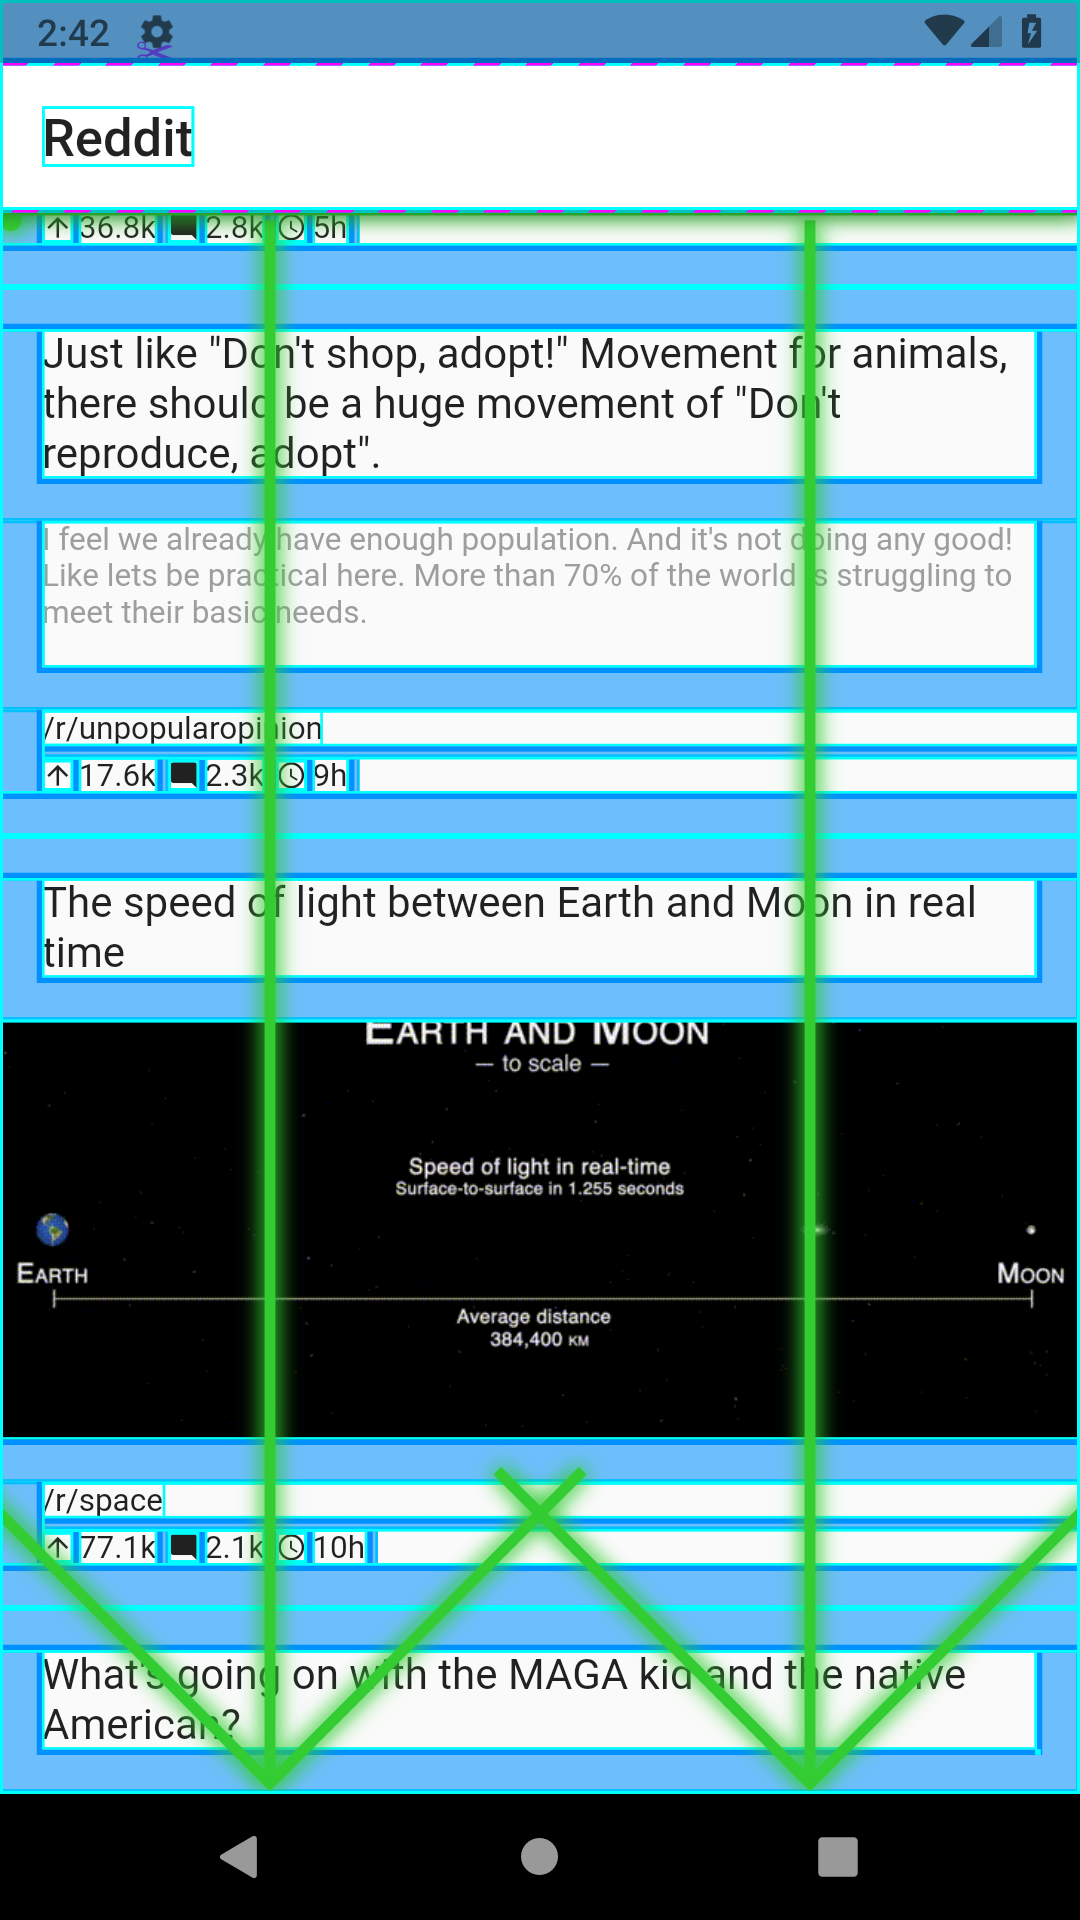 2:42
Reddit
36.8k 2.8k 5h
Just like "Don't shop, adopt!" Movement for animals,
there should be a huge movement of "Don't
reproduce, adopt".
I feel we already have enough population. And it's not doing any good!
Like lets be practical here. More than 70% of the world is struggling to
meet their basic needs.
/r/unpopularopinion
17.6k 2.3k 9h
The speed of light between Earth and Moon in real
time
EARTH AND MOON
— to scale —
Speed of light in real-time
Surface-to-surface in 1.255 seconds
EARTH
MOON
Average distance
384,400 KM
/r/space
77.1k 2.1k 10h
What's going on with the MAGA kid and the native
American?